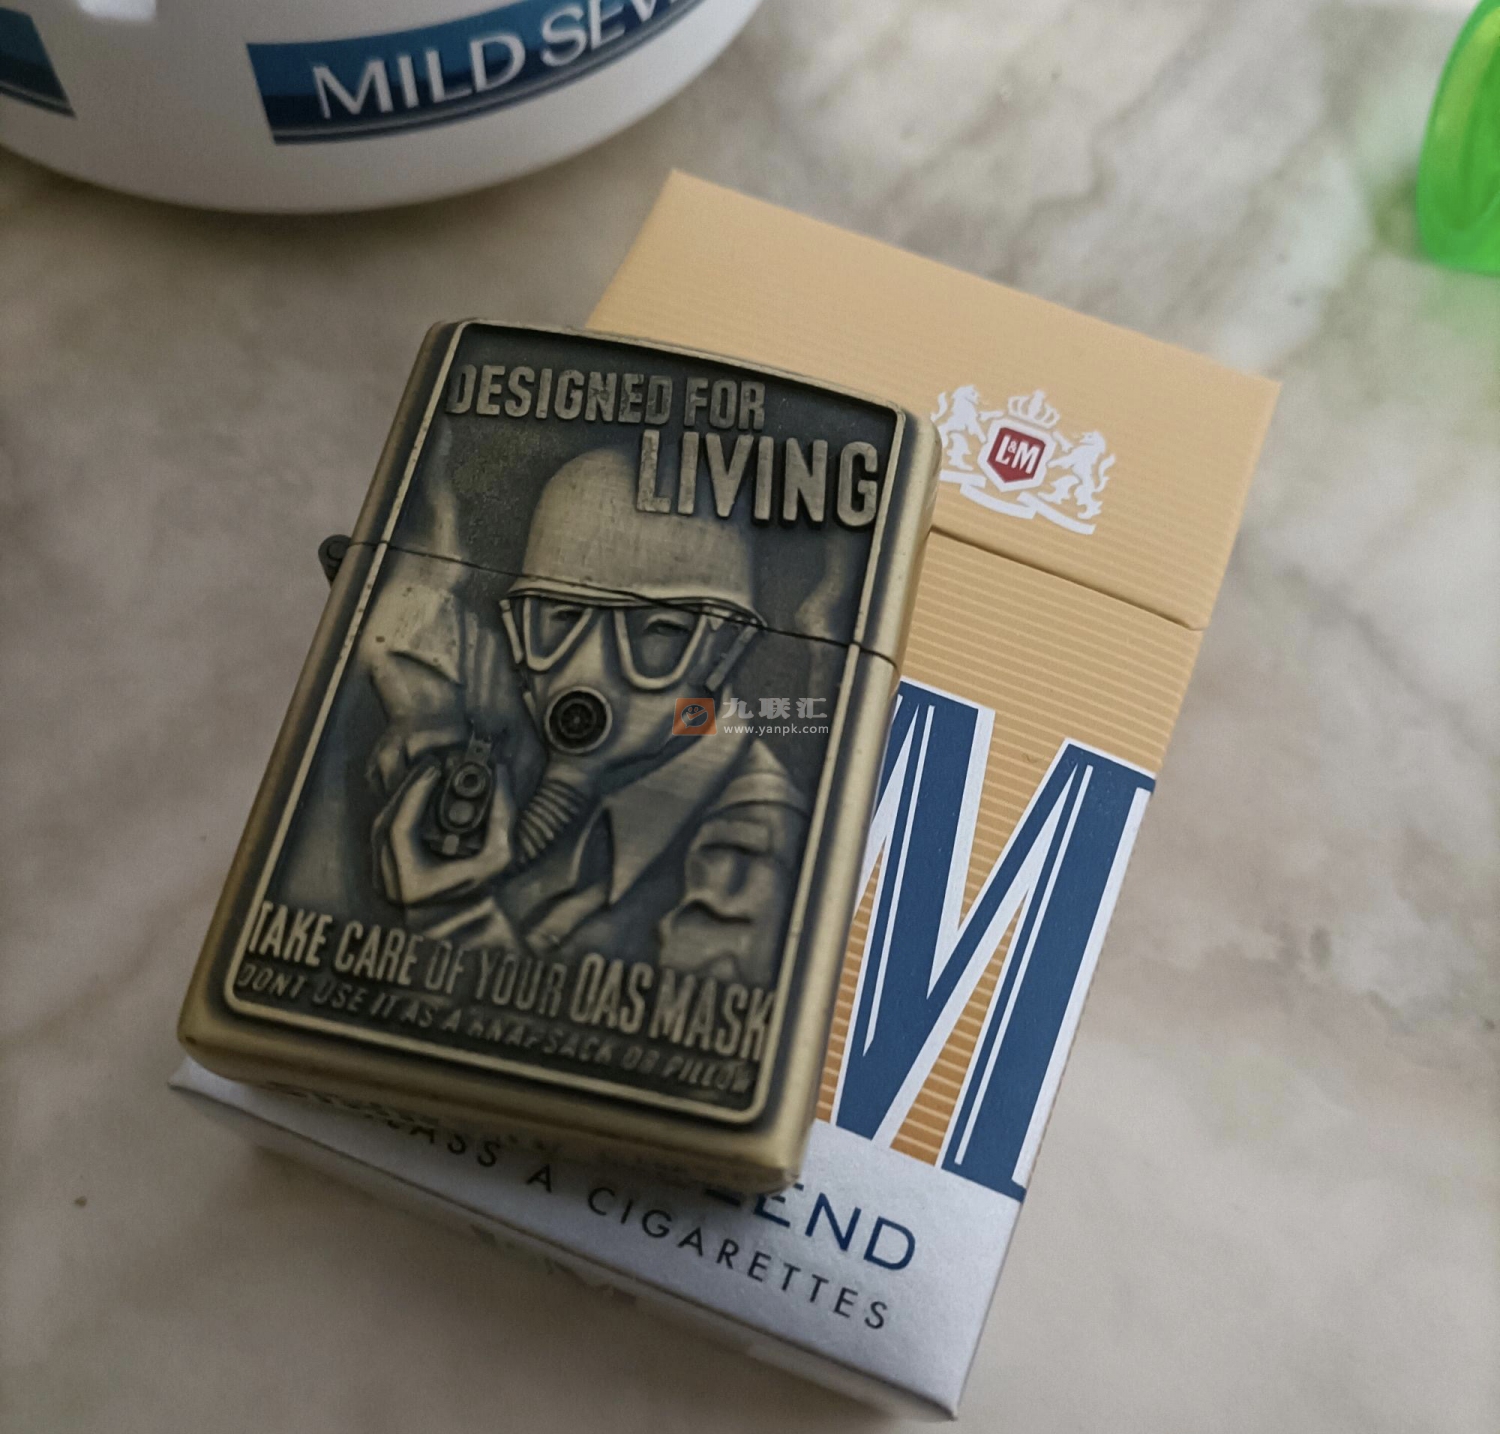 MILD SEV
DESIGNED FOR
LIVING
L&M
九联汇
www.yanpk.com
TAKE CARE OF YOUR OAS MASK
DONT USE IT AS A KNAPSACK OR PILLOW
M
LEND
CLASS A CIGARETTES